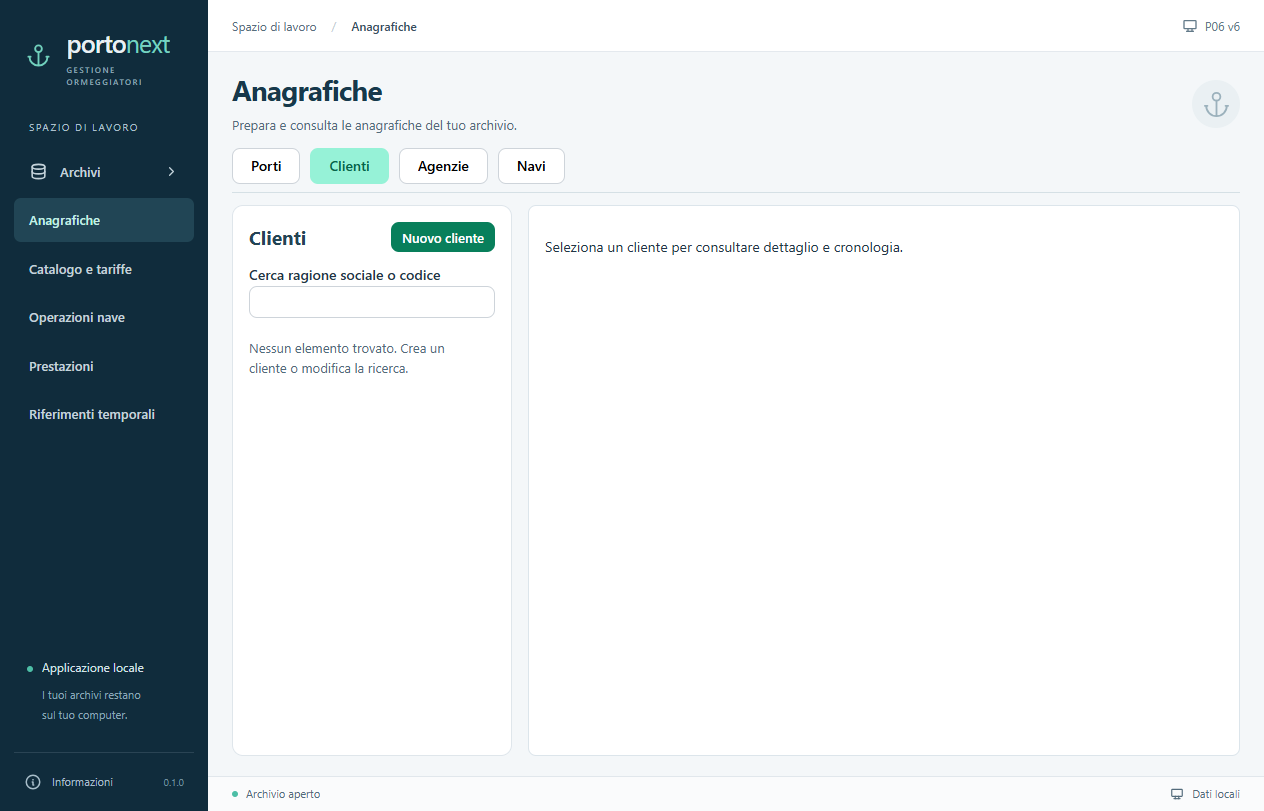 portonext
GESTIONE
ORMEGGIATORI
SPAZIO DI LAVORO
Archivi
Anagrafiche
Catalogo e tariffe
Operazioni nave
Prestazioni
Riferimenti temporali
Applicazione locale
I tuoi archivi restano
sul tuo computer.
Informazioni 0.1.0
Spazio di lavoro / Anagrafiche
P06 v6
Anagrafiche
Prepara e consulta le anagrafiche del tuo archivio.
Porti Clienti Agenzie Navi
Clienti
Nuovo cliente
Cerca ragione sociale o codice
Nessun elemento trovato. Crea un
cliente o modifica la ricerca.
Seleziona un cliente per consultare dettaglio e cronologia.
Archivio aperto
Dati locali